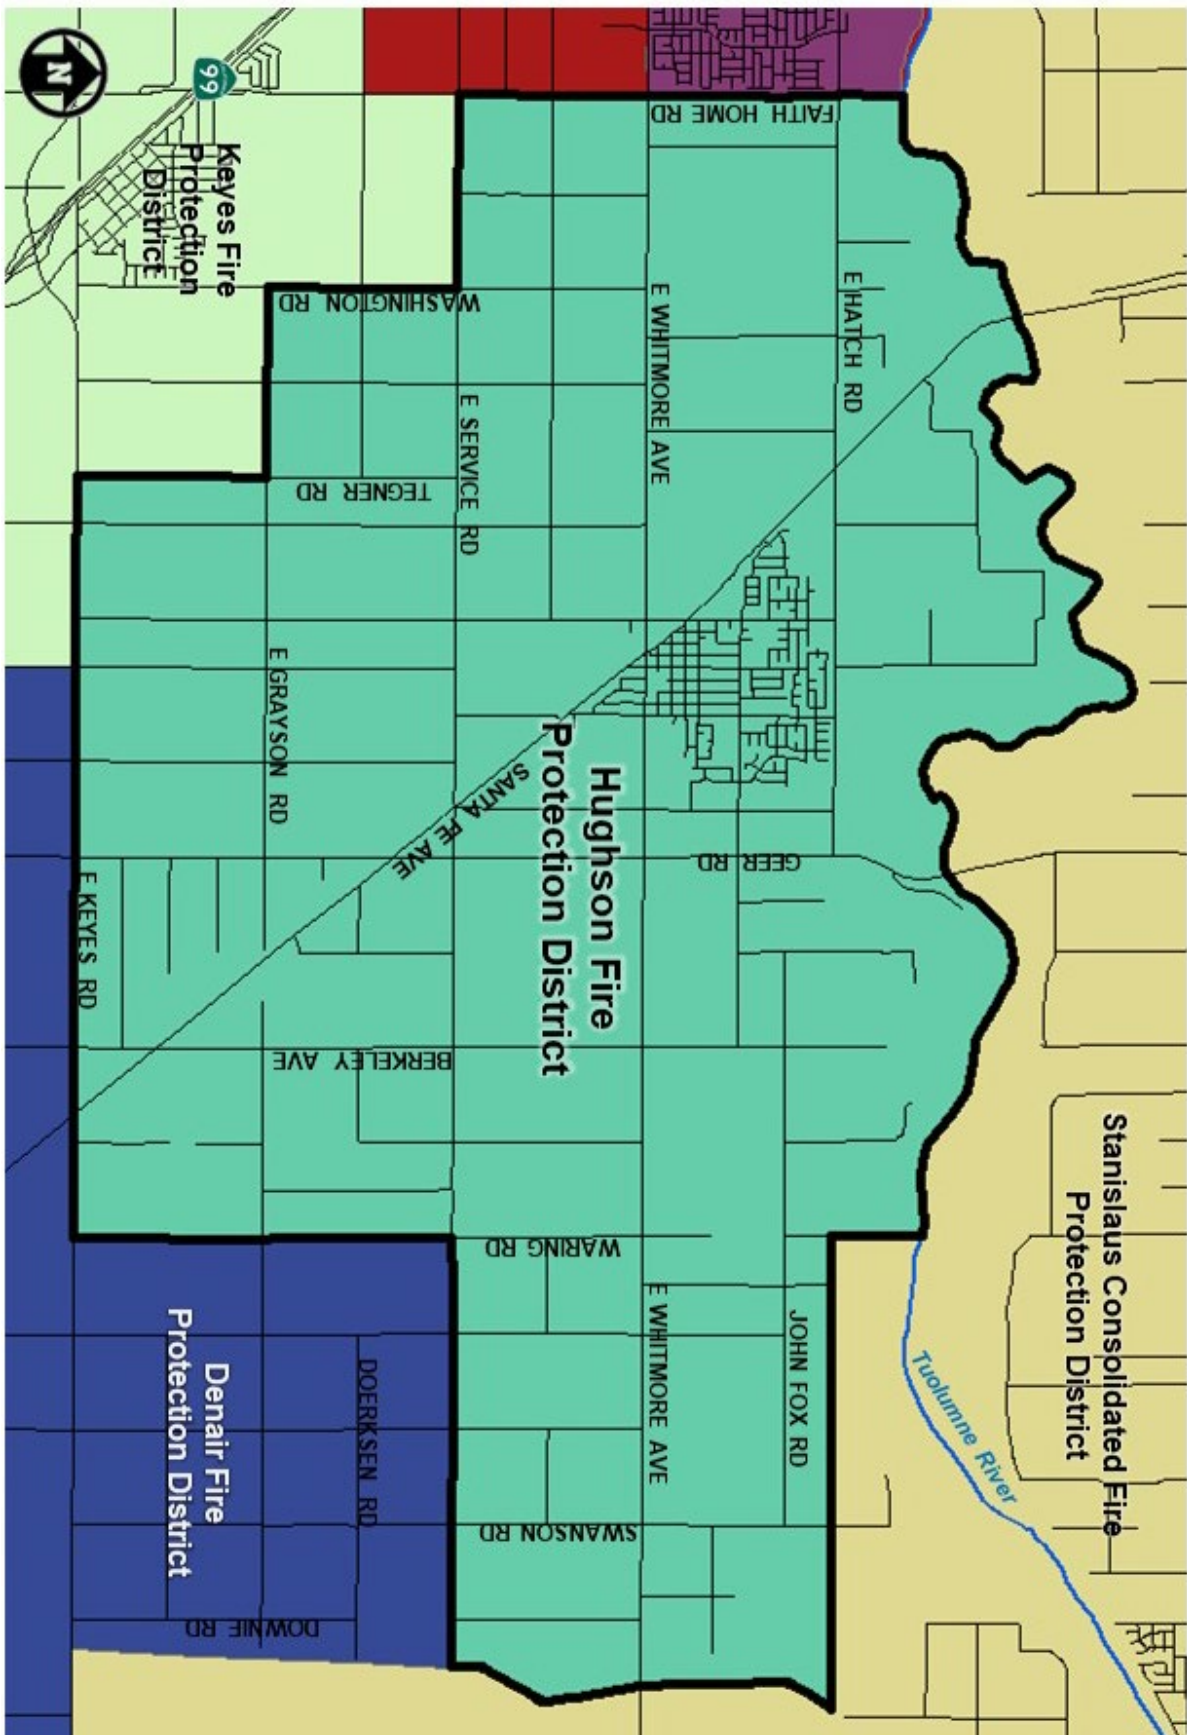 N
99
Keyes Fire
Protection
District
FAITH HOME RD
WASHINGTON RD
E HATCH RD
E WHITMORE AVE
E SERVICE RD
TEGNER RD
E GRAYSON RD
SANTA FE AVE
Hughson Fire
Protection District
GEER RD
E KEYES RD
BERKELEY AVE
Stanislaus Consolidated Fire
Protection District
WARING RD
E WHITMORE AVE
JOHN FOX RD
Tuolumne River
Denair Fire
Protection District
DOERKSEN RD
SWANSON RD
DOWNIE RD